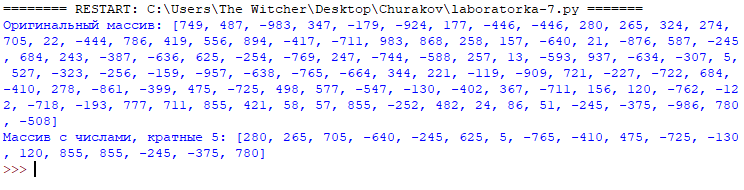 ======== RESTART: C:\Users\The Witcher\Desktop\Churakov\laboratorka-7.py =======
Оригинальный массив: [749, 487, -983, 347, -179, -924, 177, -446, -446, 280, 265, 324, 274,
705, 22, -444, 786, 419, 556, 894, -417, -711, 983, 868, 258, 157, -640, 21, -876, 587, -245
, 684, 243, -387, -636, 625, -254, -769, 247, -744, -588, 257, 13, -593, 937, -634, -307, 5,
527, -323, -256, -159, -957, -638, -765, -664, 344, 221, -119, -909, 721, -227, -722, 684,
-410, 278, -861, -399, 475, -725, 498, 577, -547, -130, -402, 367, -711, 156, 120, -762, -12
2, -718, -193, 777, 711, 855, 421, 58, 57, 855, -252, 482, 24, 86, 51, -245, -375, -986, 780
, -508]
Массив с числами, кратные 5: [280, 265, 705, -640, -245, 625, 5, -765, -410, 475, -725, -130
, 120, 855, 855, -245, -375, 780]
>>>